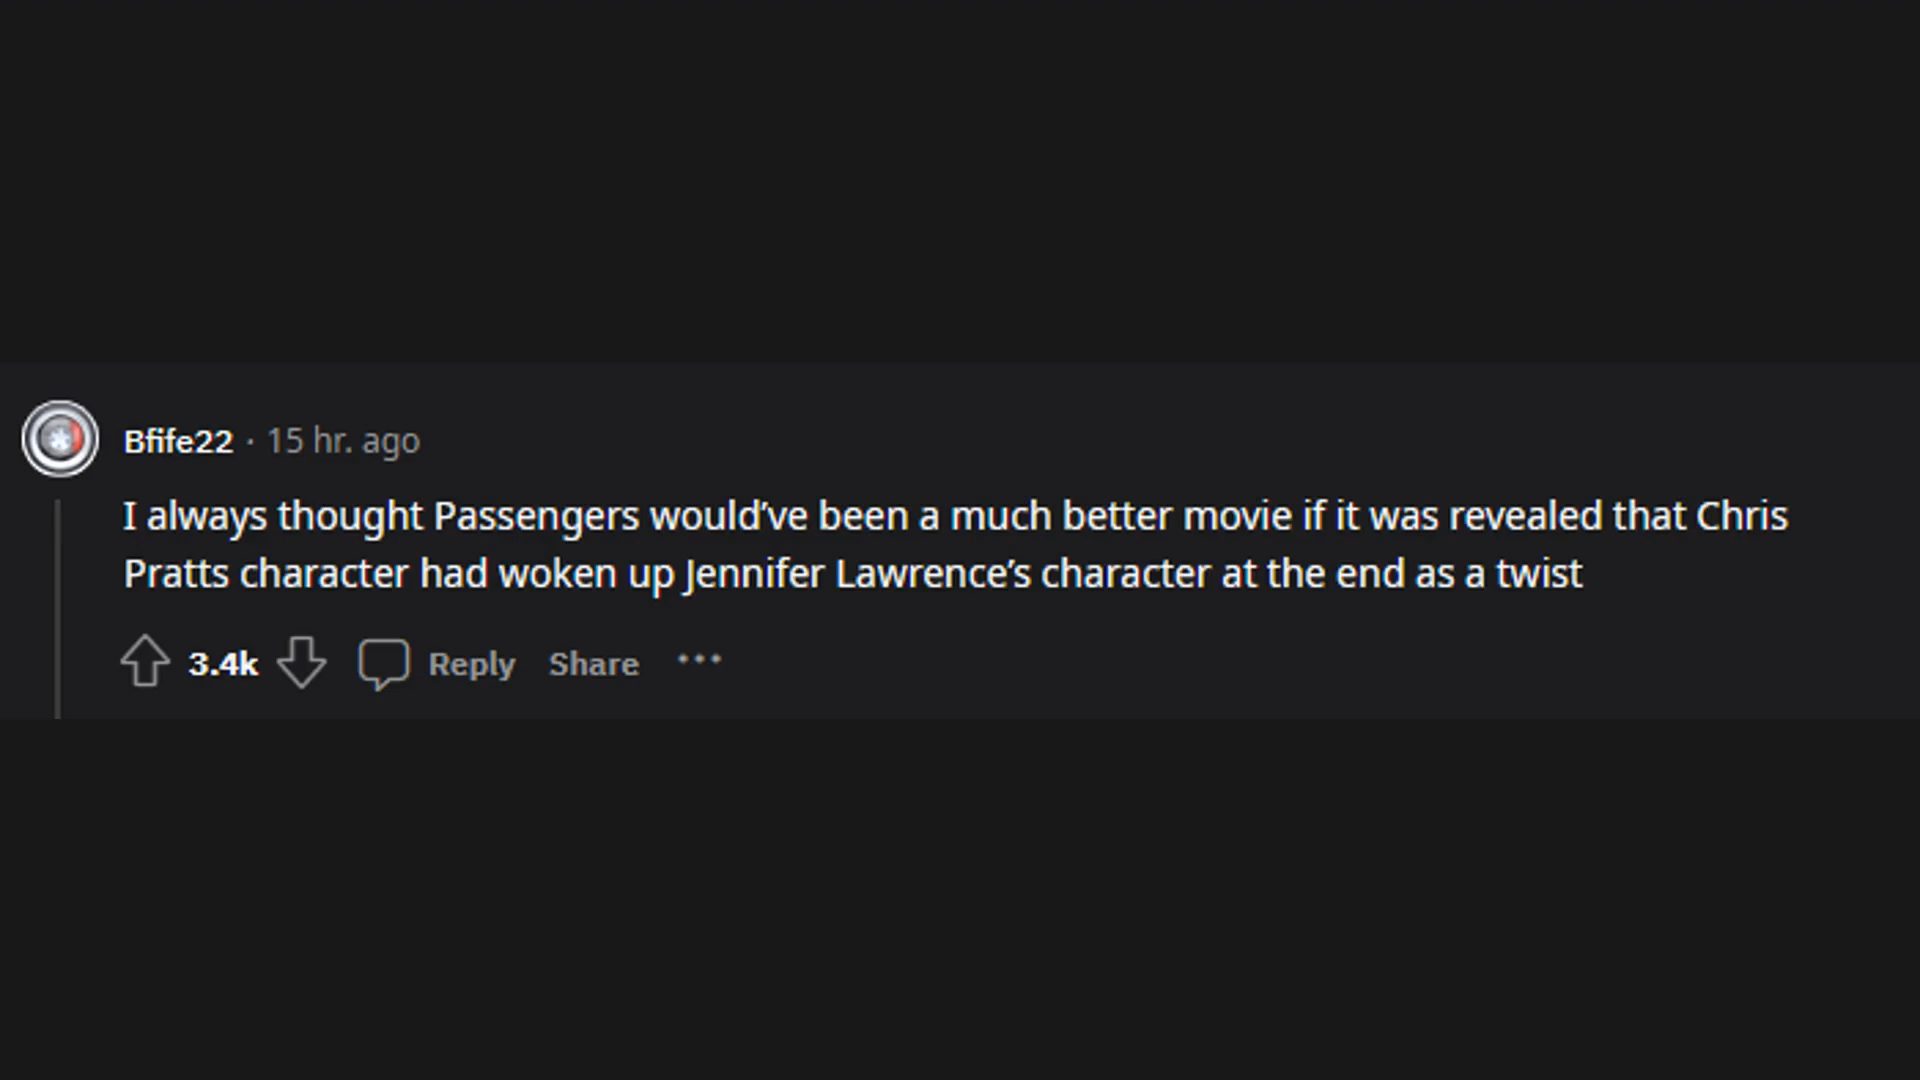 Bfife22 · 15 hr. ago
I always thought Passengers would’ve been a much better movie if it was revealed that Chris
Pratts character had woken up Jennifer Lawrence’s character at the end as a twist
3.4k Reply Share ···